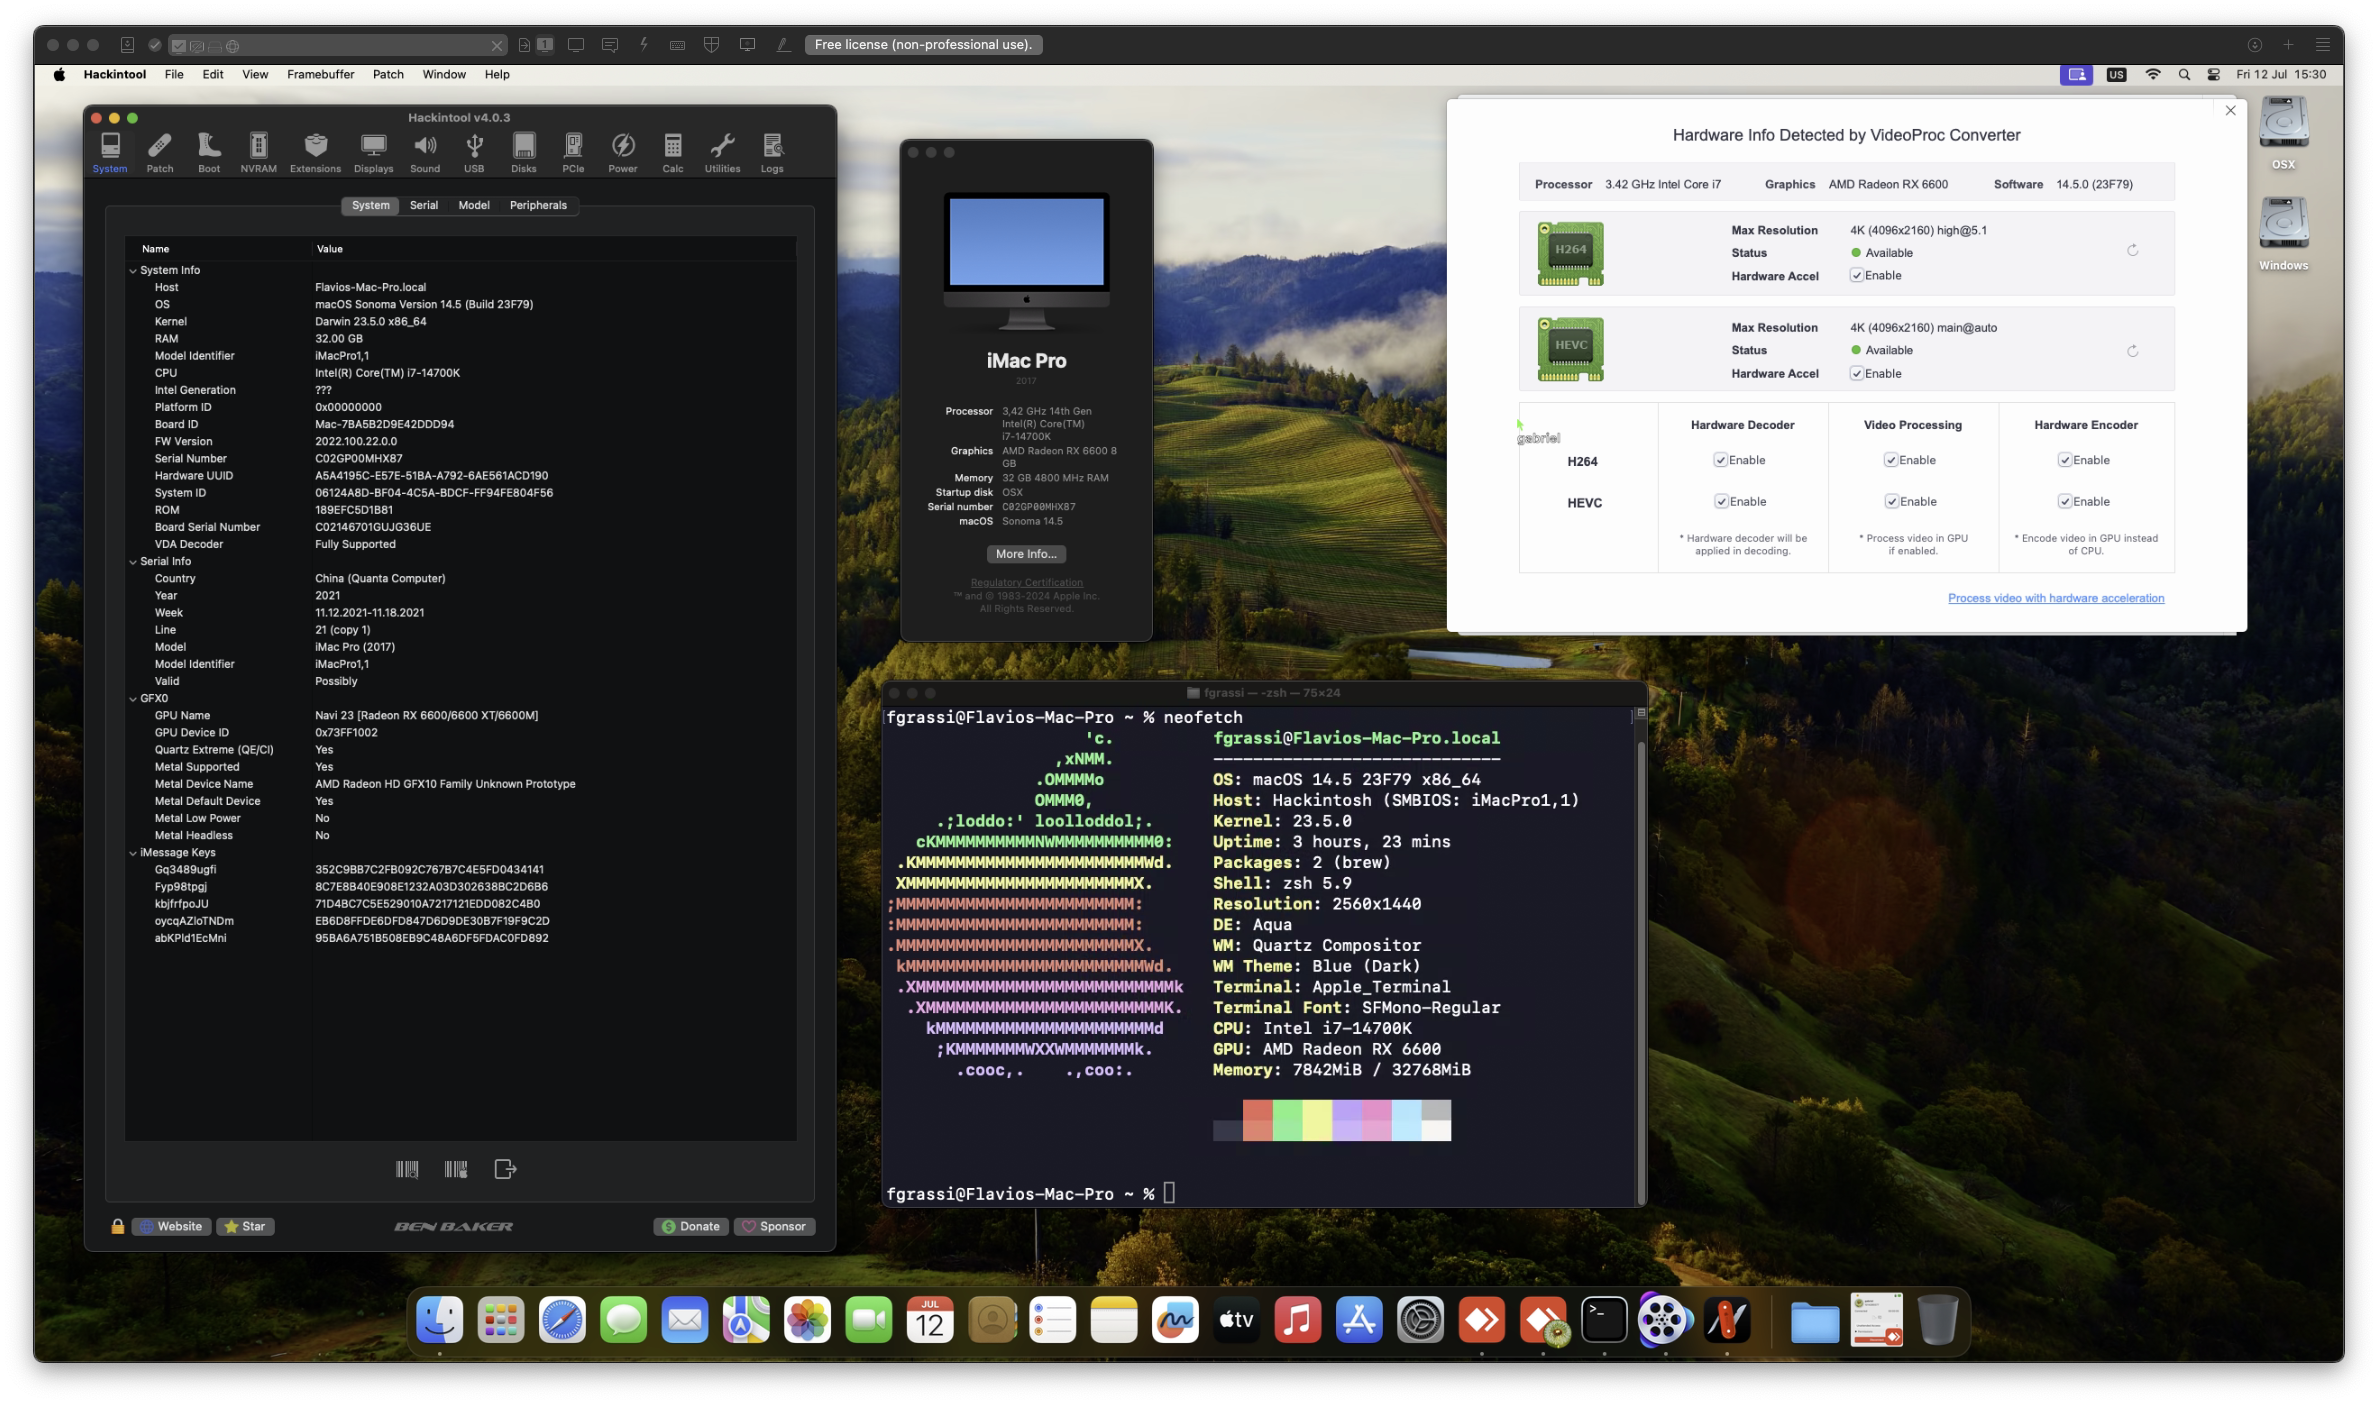 Free license (non-professional use).
Hackintool File Edit View Framebuffer Patch Window Help
US Fri 12 Jul 15:30
Hackintool v4.0.3
System Patch Boot NVRAM Extensions Displays Sound USB Disks PCIe Power Calc Utilities Logs
System Serial Model Peripherals
Name Value
System Info
Host Flavios-Mac-Pro.local
OS macOS Sonoma Version 14.5 (Build 23F79)
Kernel Darwin 23.5.0 x86_64
RAM 32.00 GB
Model Identifier iMacPro1,1
CPU Intel(R) Core(TM) i7-14700K
Intel Generation ???
Platform ID 0x00000000
Board ID Mac-7BA5B2D9E42DDD94
FW Version 2022.100.22.0.0
Serial Number C02GP00MHX87
Hardware UUID A5A4195C-E57E-51BA-A792-6AE561ACD190
System ID 06124A8D-BF04-4C5A-BDCF-FF94FE804F56
ROM 189EFC5D1B81
Board Serial Number C02146701GUJG36UE
VDA Decoder Fully Supported
Serial Info
Country China (Quanta Computer)
Year 2021
Week 11.12.2021-11.18.2021
Line 21 (copy 1)
Model iMac Pro (2017)
Model Identifier iMacPro1,1
Valid Possibly
GFX0
GPU Name Navi 23 [Radeon RX 6600/6600 XT/6600M]
GPU Device ID 0x73FF1002
Quartz Extreme (QE/CI) Yes
Metal Supported Yes
Metal Device Name AMD Radeon HD GFX10 Family Unknown Prototype
Metal Default Device Yes
Metal Low Power No
Metal Headless No
iMessage Keys
Gq3489ugfi 352C9BB7C2FB092C767B7C4E5FD0434141
Fyp98tpgj 8C7E8B40E908E1232A03D302638BC2D6B6
kbjfrfpoJU 71D4BC7C5E529010A7217121EDD082C4B0
oycqAZloTNDm EB6D8FFDE6DFD847D6D9DE30B7F19F9C2D
abKPld1EcMni 95BA6A751B508EB9C48A6DF5FDAC0FD892
Website Star BEN BAKER Donate Sponsor
iMac Pro
2017
Processor 3,42 GHz 14th Gen
Intel(R) Core(TM)
i7-14700K
Graphics AMD Radeon RX 6600 8
GB
Memory 32 GB 4800 MHz RAM
Startup disk OSX
Serial number C02GP00MHX87
macOS Sonoma 14.5
More Info...
Regulatory Certification
™ and © 1983-2024 Apple Inc.
All Rights Reserved.
Hardware Info Detected by VideoProc Converter
Processor 3.42 GHz Intel Core i7 Graphics AMD Radeon RX 6600 Software 14.5.0 (23F79)
H264
Max Resolution 4K (4096x2160) high@5.1
Status Available
Hardware Accel Enable
HEVC
Max Resolution 4K (4096x2160) main@auto
Status Available
Hardware Accel Enable
gabriel
Hardware Decoder Video Processing Hardware Encoder
H264 Enable Enable Enable
HEVC Enable Enable Enable
* Hardware decoder will be
applied in decoding.
* Process video in GPU
if enabled.
* Encode video in GPU instead
of CPU.
Process video with hardware acceleration
OSX
Windows
fgrassi — -zsh — 75×24
fgrassi@Flavios-Mac-Pro ~ % neofetch
'c. fgrassi@Flavios-Mac-Pro.local
,xNMM. -----------------------------
.OMMMMo OS: macOS 14.5 23F79 x86_64
OMMM0, Host: Hackintosh (SMBIOS: iMacPro1,1)
.;loddo:' loolloddol;. Kernel: 23.5.0
cKMMMMMMMMMMNWMMMMMMMMMM0: Uptime: 3 hours, 23 mins
.KMMMMMMMMMMMMMMMMMMMMMMMWd. Packages: 2 (brew)
XMMMMMMMMMMMMMMMMMMMMMMMX. Shell: zsh 5.9
;MMMMMMMMMMMMMMMMMMMMMMMM: Resolution: 2560x1440
:MMMMMMMMMMMMMMMMMMMMMMMM: DE: Aqua
.MMMMMMMMMMMMMMMMMMMMMMMMX. WM: Quartz Compositor
kMMMMMMMMMMMMMMMMMMMMMMMMWd. WM Theme: Blue (Dark)
.XMMMMMMMMMMMMMMMMMMMMMMMMMMk Terminal: Apple_Terminal
.XMMMMMMMMMMMMMMMMMMMMMMMMK. Terminal Font: SFMono-Regular
kMMMMMMMMMMMMMMMMMMMMMMd CPU: Intel i7-14700K
;KMMMMMMMWXXWMMMMMMMk. GPU: AMD Radeon RX 6600
.cooc,. .,coo:. Memory: 7842MiB / 32768MiB
fgrassi@Flavios-Mac-Pro ~ %
JUL
12
tv